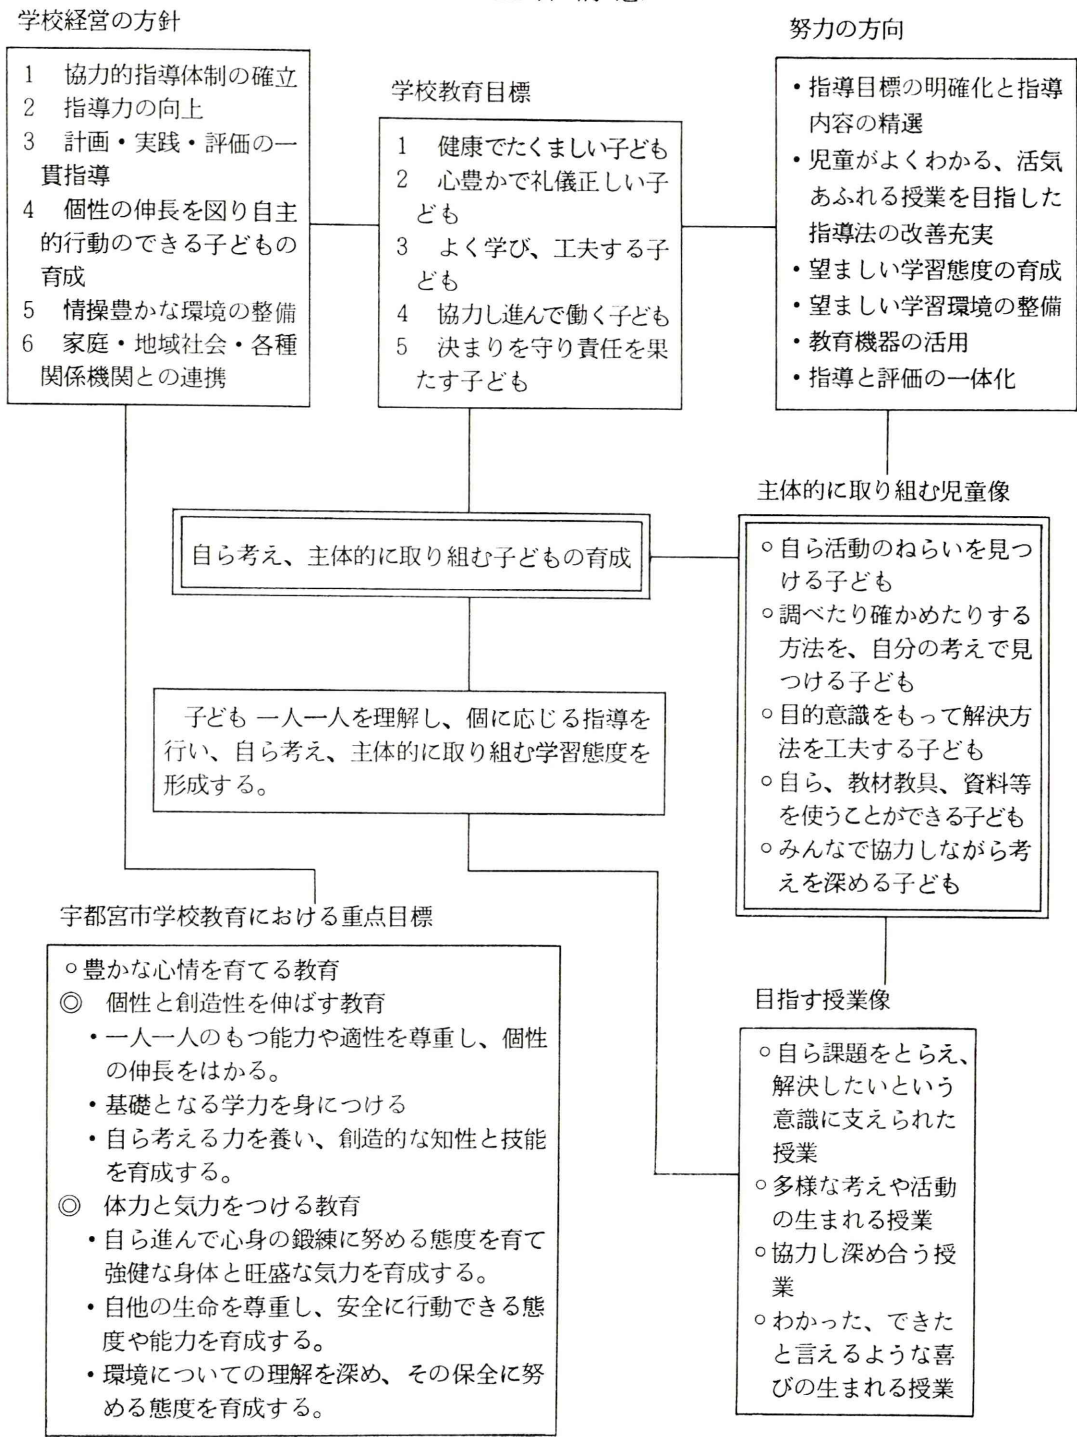 学校経営の方針
1 協力的指導体制の確立
2 指導力の向上
3 計画・実践・評価の一
貫指導
4 個性の伸長を図り自主
的行動のできる子どもの
育成
5 情操豊かな環境の整備
6 家庭・地域社会・各種
関係機関との連携
学校教育目標
1 健康でたくましい子ども
2 心豊かで礼儀正しい子
ども
3 よく学び、工夫する子
ども
4 協力し進んで働く子ども
5 決まりを守り責任を果
たす子ども
努力の方向
・指導目標の明確化と指導
内容の精選
・児童がよくわかる、活気
あふれる授業を目指した
指導法の改善充実
・望ましい学習態度の育成
・望ましい学習環境の整備
・教育機器の活用
・指導と評価の一体化
自ら考え、主体的に取り組む子どもの育成
主体的に取り組む児童像
○自ら活動のねらいを見つ
ける子ども
○調べたり確かめたりする
方法を、自分の考えで見
つける子ども
○目的意識をもって解決方
法を工夫する子ども
○自ら、教材教具、資料等
を使うことができる子ども
○みんなで協力しながら考
えを深める子ども
子ども一人一人を理解し、個に応じる指導を
行い、自ら考え、主体的に取り組む学習態度を
形成する。
宇都宮市学校教育における重点目標
○豊かな心情を育てる教育
◎ 個性と創造性を伸ばす教育
・一人一人のもつ能力や適性を尊重し、個性
の伸長をはかる。
・基礎となる学力を身につける
・自ら考える力を養い、創造的な知性と技能
を育成する。
◎ 体力と気力をつける教育
・自ら進んで心身の鍛練に努める態度を育て
強健な身体と旺盛な気力を育成する。
・自他の生命を尊重し、安全に行動できる態
度や能力を育成する。
・環境についての理解を深め、その保全に努
める態度を育成する。
目指す授業像
○自ら課題をとらえ、
解決したいという
意識に支えられた
授業
○多様な考えや活動
の生まれる授業
○協力し深め合う授
業
○わかった、できた
と言えるような喜
びの生まれる授業